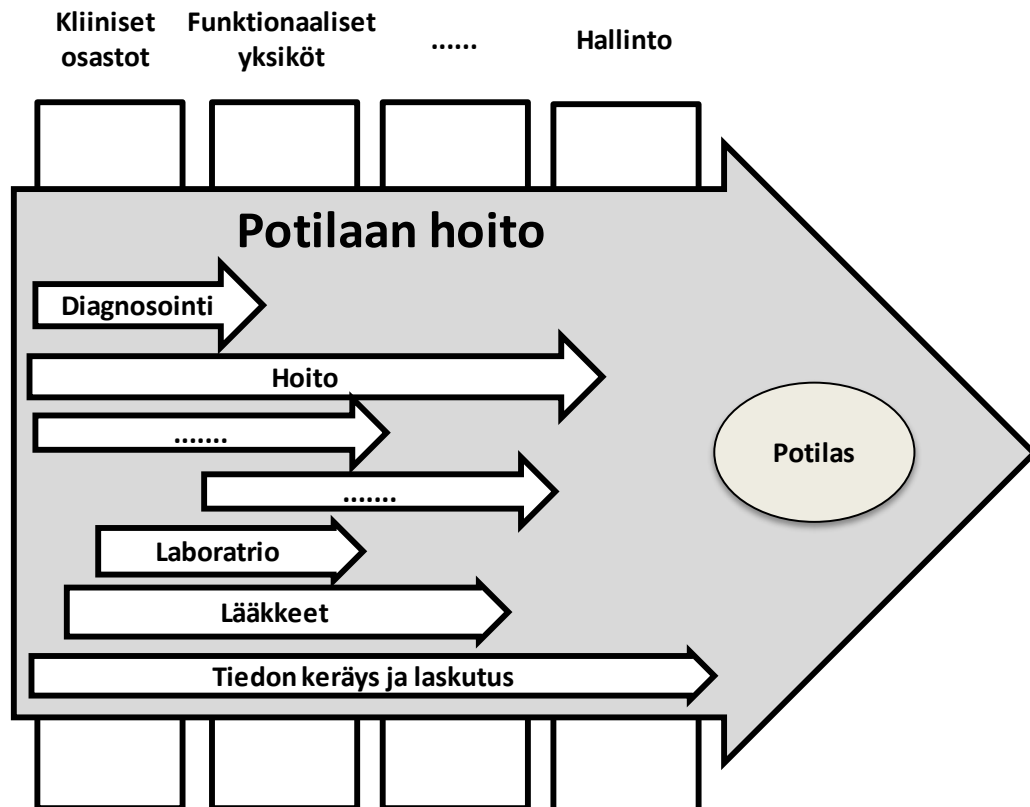 Kliiniset
osastot
Funktionaaliset
yksiköt
......
Hallinto
Potilaan hoito
Diagnosointi
Hoito
.......
.......
Laboratrio
Lääkkeet
Tiedon keräys ja laskutus
Potilas